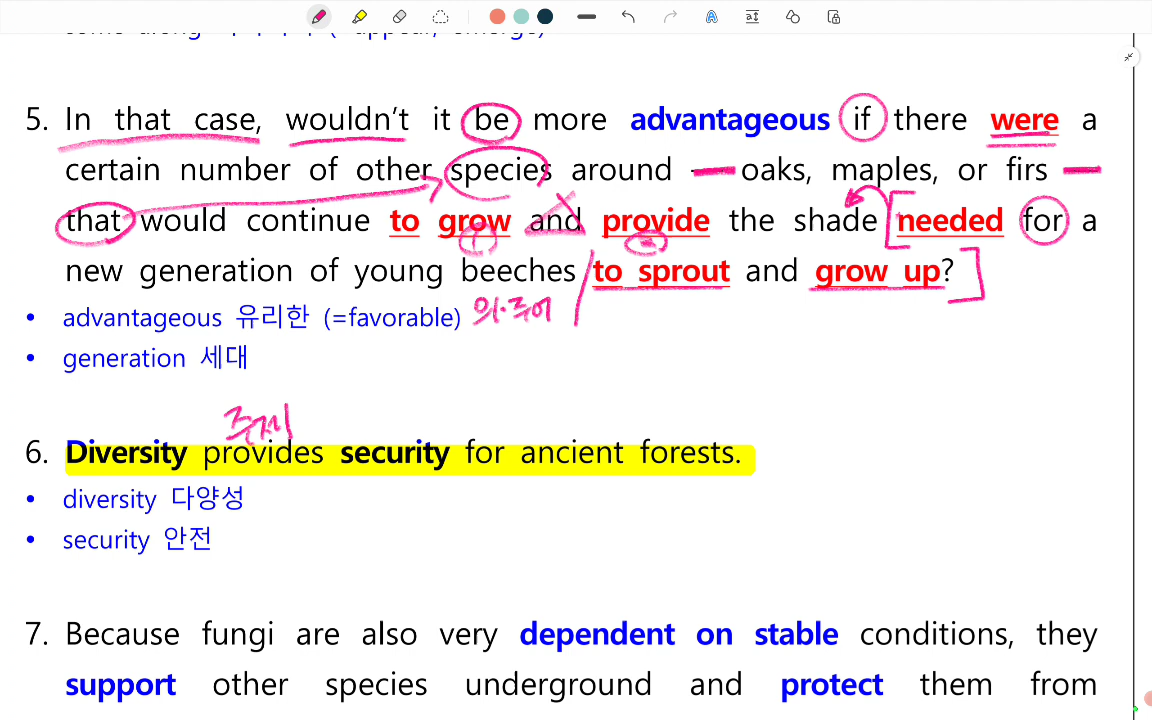 5. In that case, wouldn't it be more advantageous if there were a
certain number of other species around — oaks, maples, or firs —
that would continue to grow and provide the shade needed for a
new generation of young beeches to sprout and grow up?
• advantageous 유리한 (=favorable) 의.주어
• generation 세대
주제
6. Diversity provides security for ancient forests.
• diversity 다양성
• security 안전
7. Because fungi are also very dependent on stable conditions, they
support other species underground and protect them from